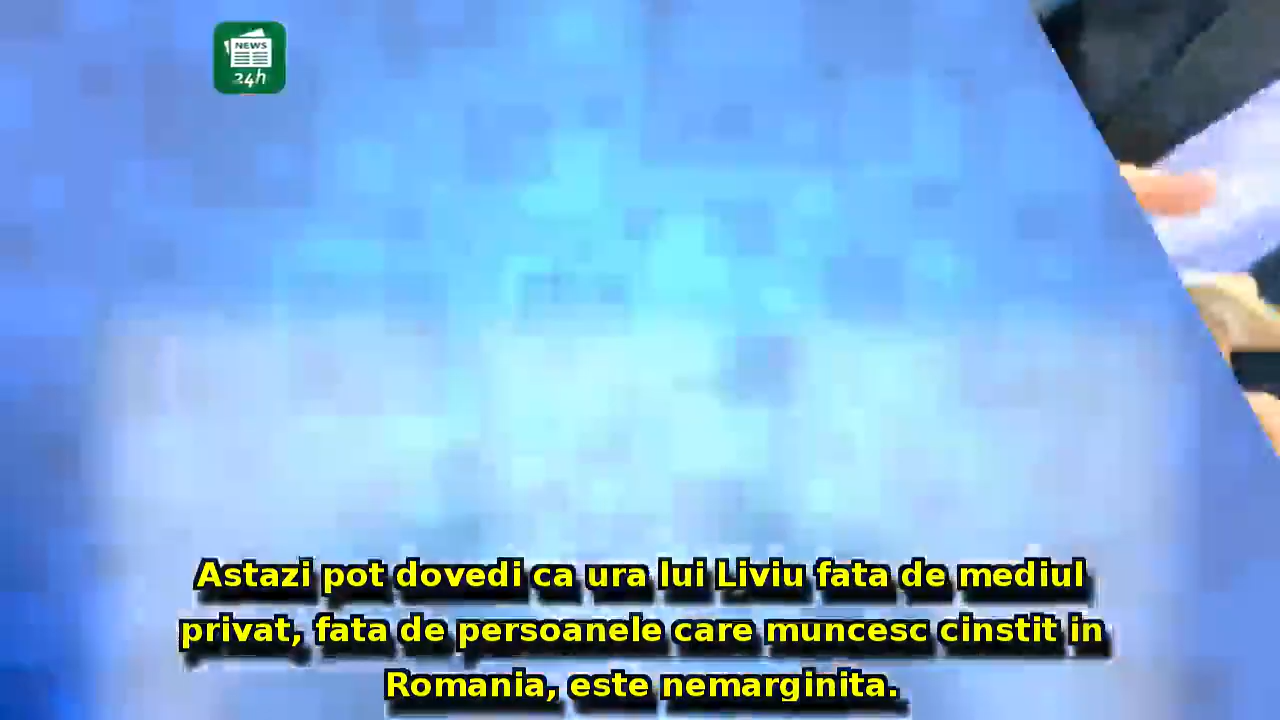 NEWS
24h
Astazi pot dovedi ca ura lui Liviu fata de mediul
privat, fata de persoanele care muncesc cinstit in
Romania, este nemarginita.